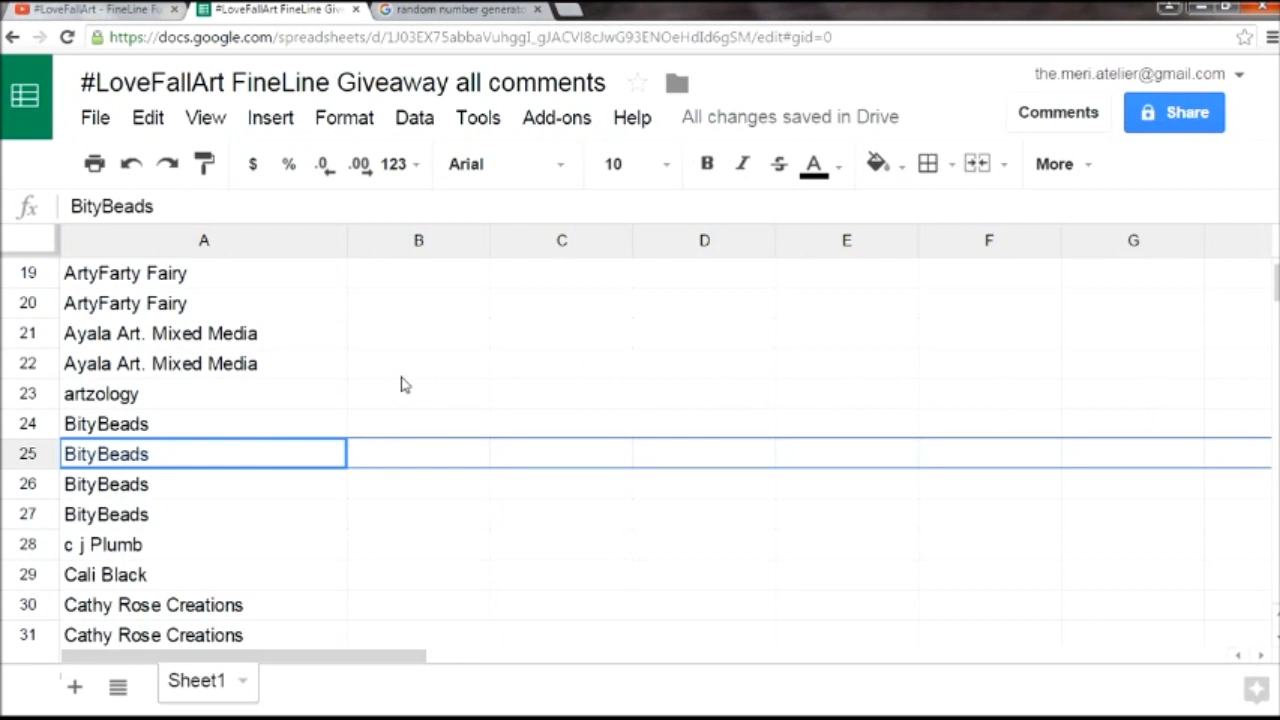 #LoveFallArt - FineLine Fu
#LoveFallArt FineLine Giv
random number generato
https://docs.google.com/spreadsheets/d/
#LoveFallArt FineLine Giveaway all comments
the.meri.atelier@gmail.com
File Edit View Insert Format Data Tools Add-ons Help All changes saved in Drive
Comments Share
$ % .0 .00 123 Arial 10 B I S A More
fx BityBeads
A B C D E F G
19 ArtyFarty Fairy
20 ArtyFarty Fairy
21 Ayala Art. Mixed Media
22 Ayala Art. Mixed Media
23 artzology
24 BityBeads
25 BityBeads
26 BityBeads
27 BityBeads
28 c j Plumb
29 Cali Black
30 Cathy Rose Creations
31 Cathy Rose Creations
Sheet1